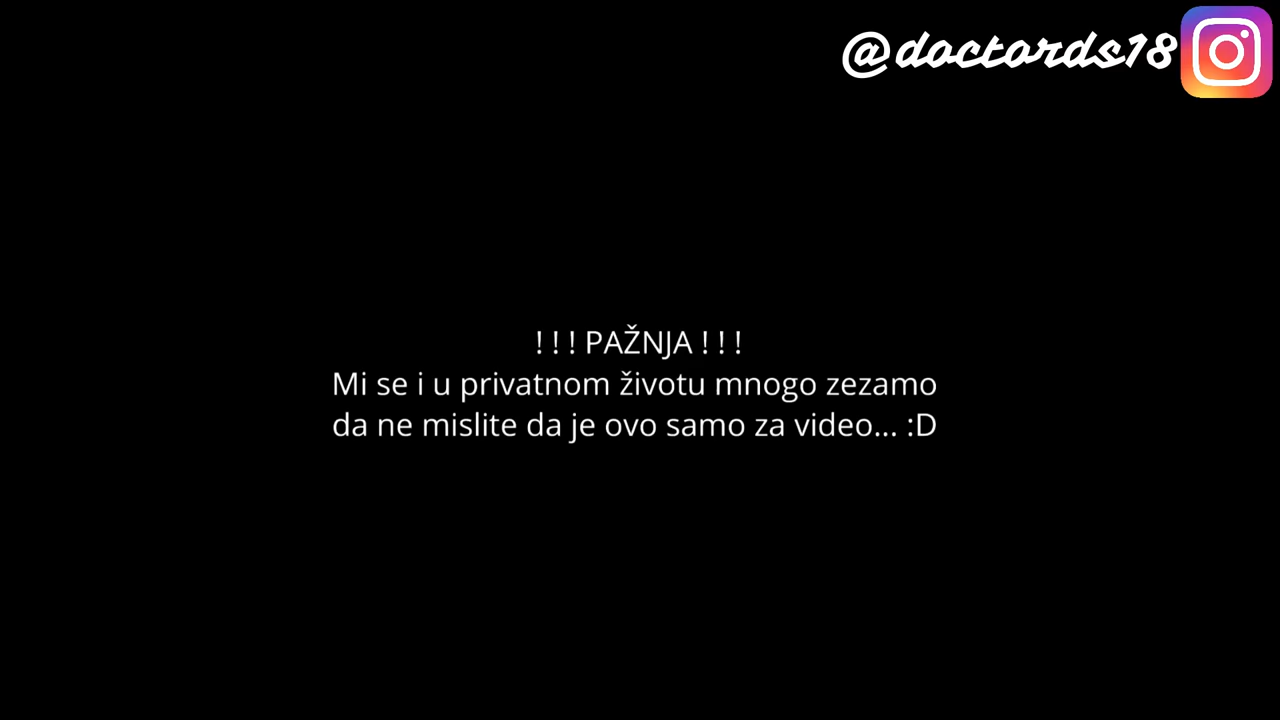 @doctords18
! ! ! PAŽNJA ! ! !
Mi se i u privatnom životu mnogo zezamo
da ne mislite da je ovo samo za video... :D